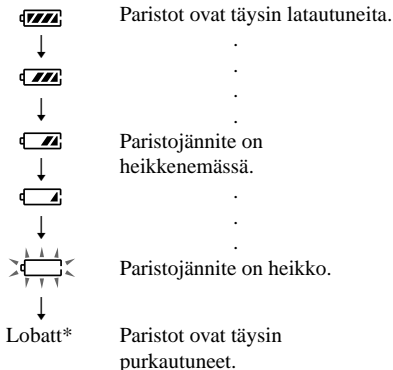 Paristot ovat täysin latautuneita.
.
.
.
.
Paristojännite on
heikkenemässä.
.
.
.
Paristojännite on heikko.
Lobatt*
Paristot ovat täysin
purkautuneet.